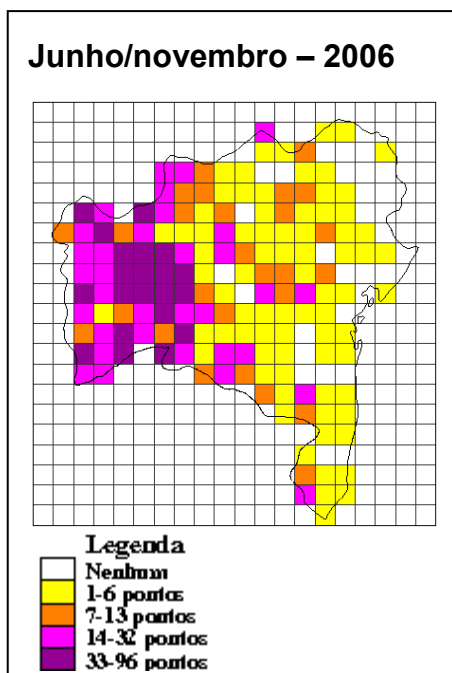 Junho/novembro – 2006
Legenda
Nenhum
1-6 pontos
7-13 pontos
14-32 pontos
33-96 pontos